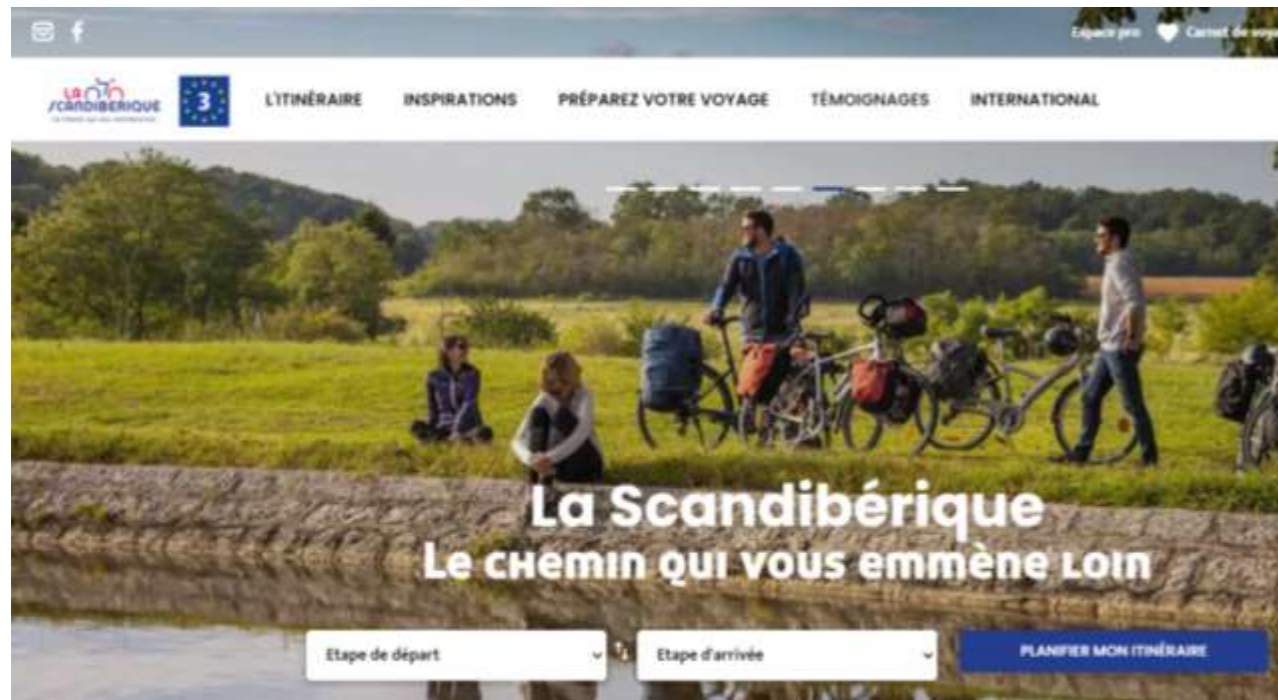 Espace pro Carnet de voya
LA
SCANDIBERIQUE
3
L'ITINÉRAIRE INSPIRATIONS PRÉPAREZ VOTRE VOYAGE TÉMOIGNAGES INTERNATIONAL
La Scandibérique
Le chemin qui vous emmène loin
Etape de départ Etape d'arrivée PLANIFIER MON ITINÉRAIRE